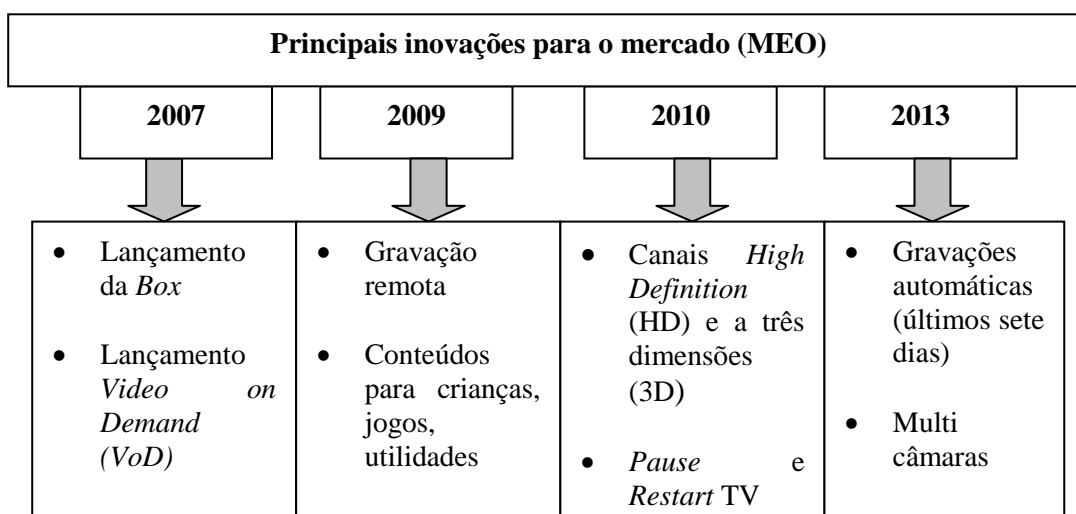 Principais inovações para o mercado (MEO)
2007
2009
2010
2013
• Lançamento
da Box
• Lançamento
Video on
Demand
(VoD)
• Gravação
remota
• Conteúdos
para crianças,
jogos,
utilidades
• Canais High
Definition
(HD) e a três
dimensões
(3D)
• Pause e
Restart TV
• Gravações
automáticas
(últimos sete
dias)
• Multi
câmaras